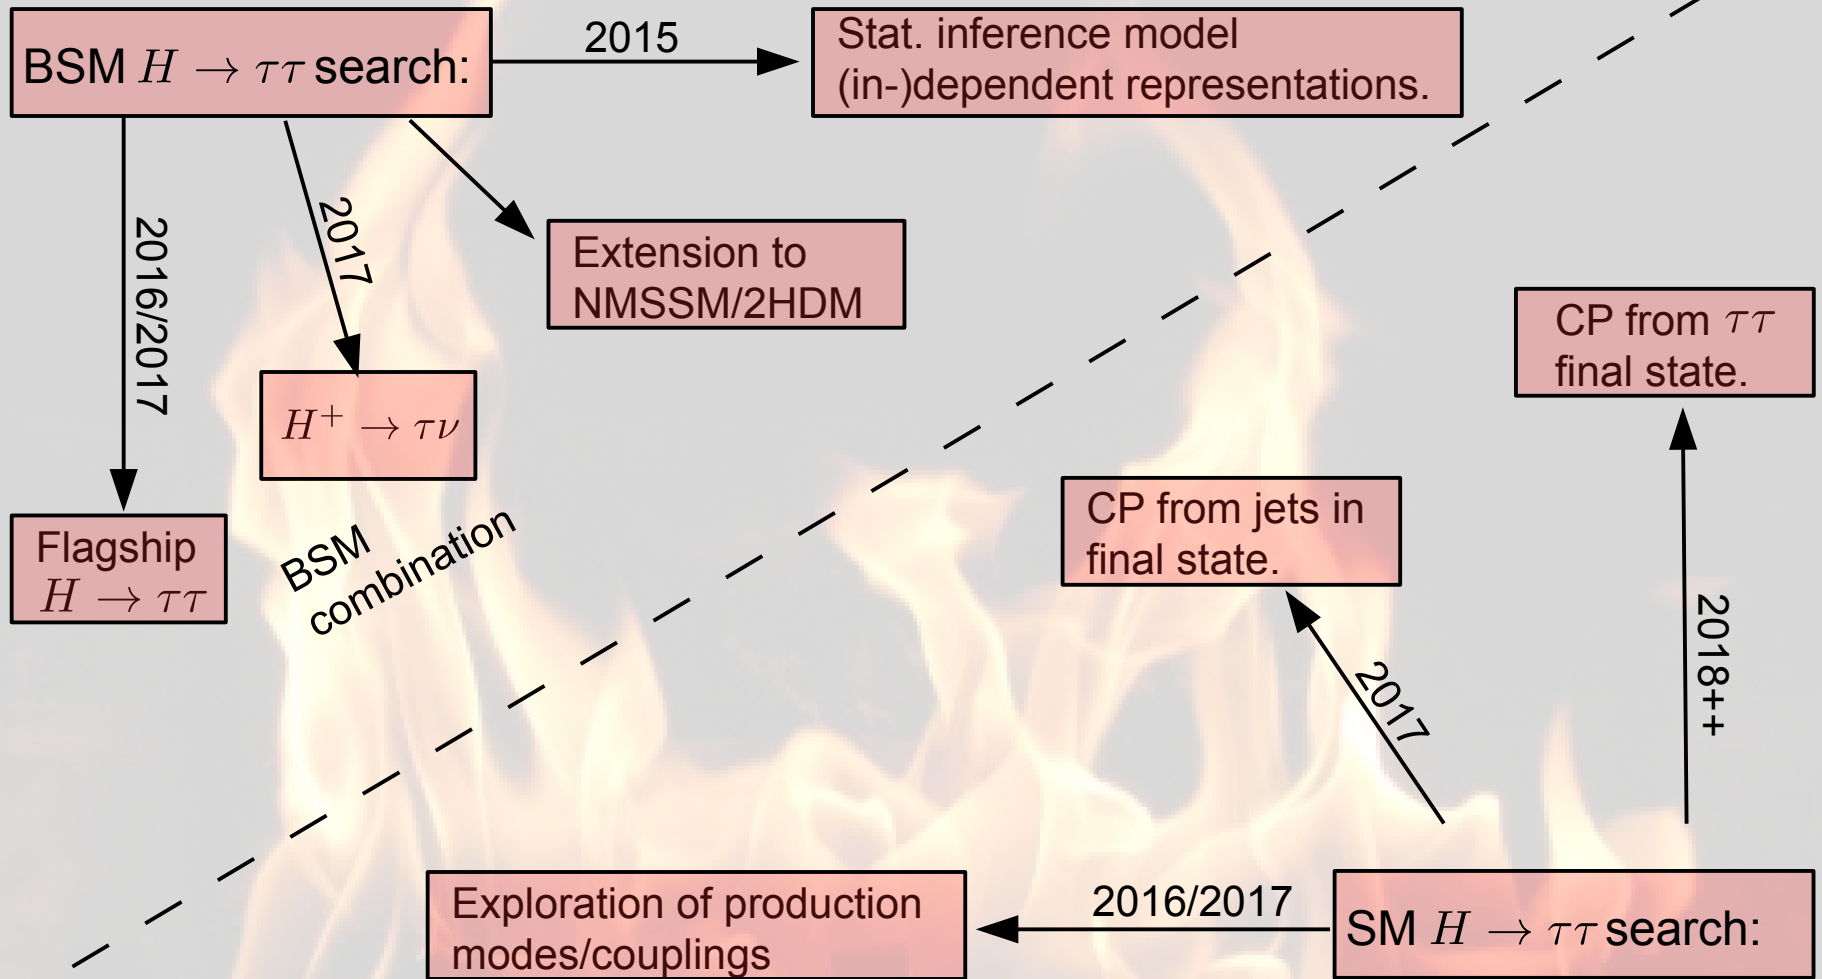 BSM H → ττ search:
2015
Stat. inference model
(in-)dependent representations.
2016/2017
2017
Extension to
NMSSM/2HDM
H⁺ → τν
Flagship
H → ττ
BSM
combination
CP from ττ
final state.
CP from jets in
final state.
2017
2018++
Exploration of production
modes/couplings
2016/2017
SM H → ττ search: